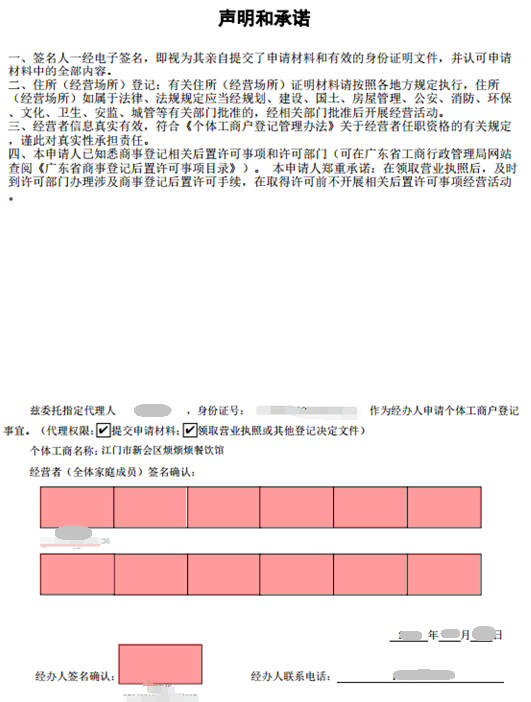 声明和承诺
一、签名人一经电子签名，即视为其亲自提交了申请材料和有效的身份证明文件，并认可申请
材料中的全部内容。
二、住所（经营场所）登记：有关住所（经营场所）证明材料请按照各地方规定执行，住所
（经营场所）如属于法律、法规规定应当经规划、建设、国土、房屋管理、公安、消防、环保
、文化、卫生、安监、城管等有关部门批准的，经相关部门批准后开展经营活动。
三、经营者信息真实有效，符合《个体工商户登记管理办法》关于经营者任职资格的有关规定
，谨此对真实性承担责任。
四、本申请人已知悉商事登记相关后置许可事项和许可部门（可在广东省工商行政管理局网站
查阅《广东省商事登记后置许可事项目录》）。 本申请人郑重承诺：在领取营业执照后，及时
到许可部门办理涉及商事登记后置许可手续，在取得许可前不开展相关后置许可事项经营活动
。
兹委托指定代理人 ，身份证号： 作为经办人申请个体工商户登记
事宜。（代理权限：☑提交申请材料；☑领取营业执照或其他登记决定文件）
个体工商户名称：江门市新会区烦烦烦餐饮馆
经营者（全体家庭成员）签名确认：
36
年 月 日
经办人签名确认： 经办人联系电话：